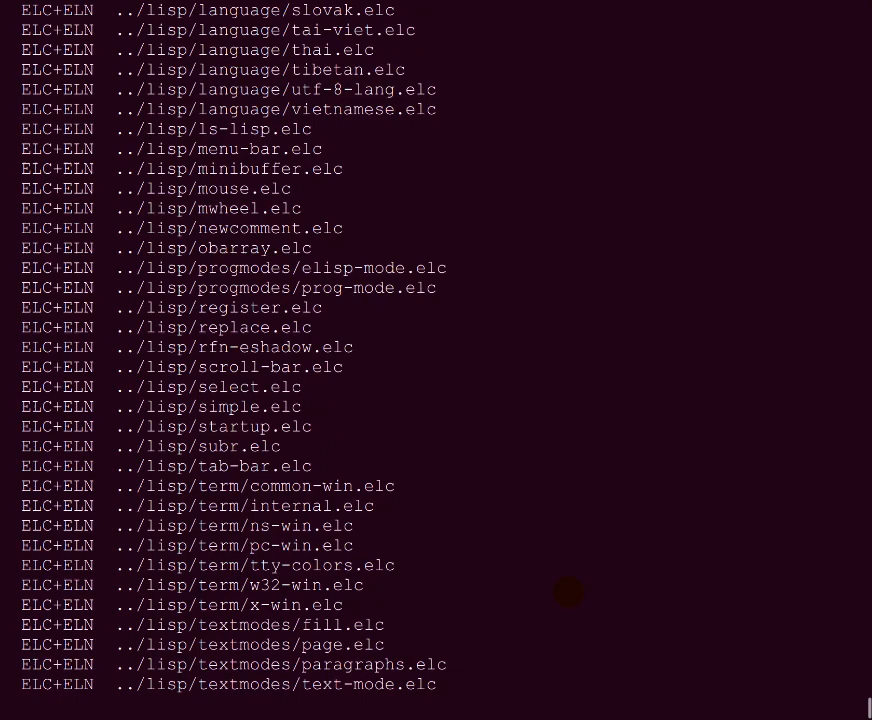 ELC+ELN ../lisp/language/slovak.elc
ELC+ELN ../lisp/language/tai-viet.elc
ELC+ELN ../lisp/language/thai.elc
ELC+ELN ../lisp/language/tibetan.elc
ELC+ELN ../lisp/language/utf-8-lang.elc
ELC+ELN ../lisp/language/vietnamese.elc
ELC+ELN ../lisp/ls-lisp.elc
ELC+ELN ../lisp/menu-bar.elc
ELC+ELN ../lisp/minibuffer.elc
ELC+ELN ../lisp/mouse.elc
ELC+ELN ../lisp/mwheel.elc
ELC+ELN ../lisp/newcomment.elc
ELC+ELN ../lisp/obarray.elc
ELC+ELN ../lisp/progmodes/elisp-mode.elc
ELC+ELN ../lisp/progmodes/prog-mode.elc
ELC+ELN ../lisp/register.elc
ELC+ELN ../lisp/replace.elc
ELC+ELN ../lisp/rfn-eshadow.elc
ELC+ELN ../lisp/scroll-bar.elc
ELC+ELN ../lisp/select.elc
ELC+ELN ../lisp/simple.elc
ELC+ELN ../lisp/startup.elc
ELC+ELN ../lisp/subr.elc
ELC+ELN ../lisp/tab-bar.elc
ELC+ELN ../lisp/term/common-win.elc
ELC+ELN ../lisp/term/internal.elc
ELC+ELN ../lisp/term/ns-win.elc
ELC+ELN ../lisp/term/pc-win.elc
ELC+ELN ../lisp/term/tty-colors.elc
ELC+ELN ../lisp/term/w32-win.elc
ELC+ELN ../lisp/term/x-win.elc
ELC+ELN ../lisp/textmodes/fill.elc
ELC+ELN ../lisp/textmodes/page.elc
ELC+ELN ../lisp/textmodes/paragraphs.elc
ELC+ELN ../lisp/textmodes/text-mode.elc